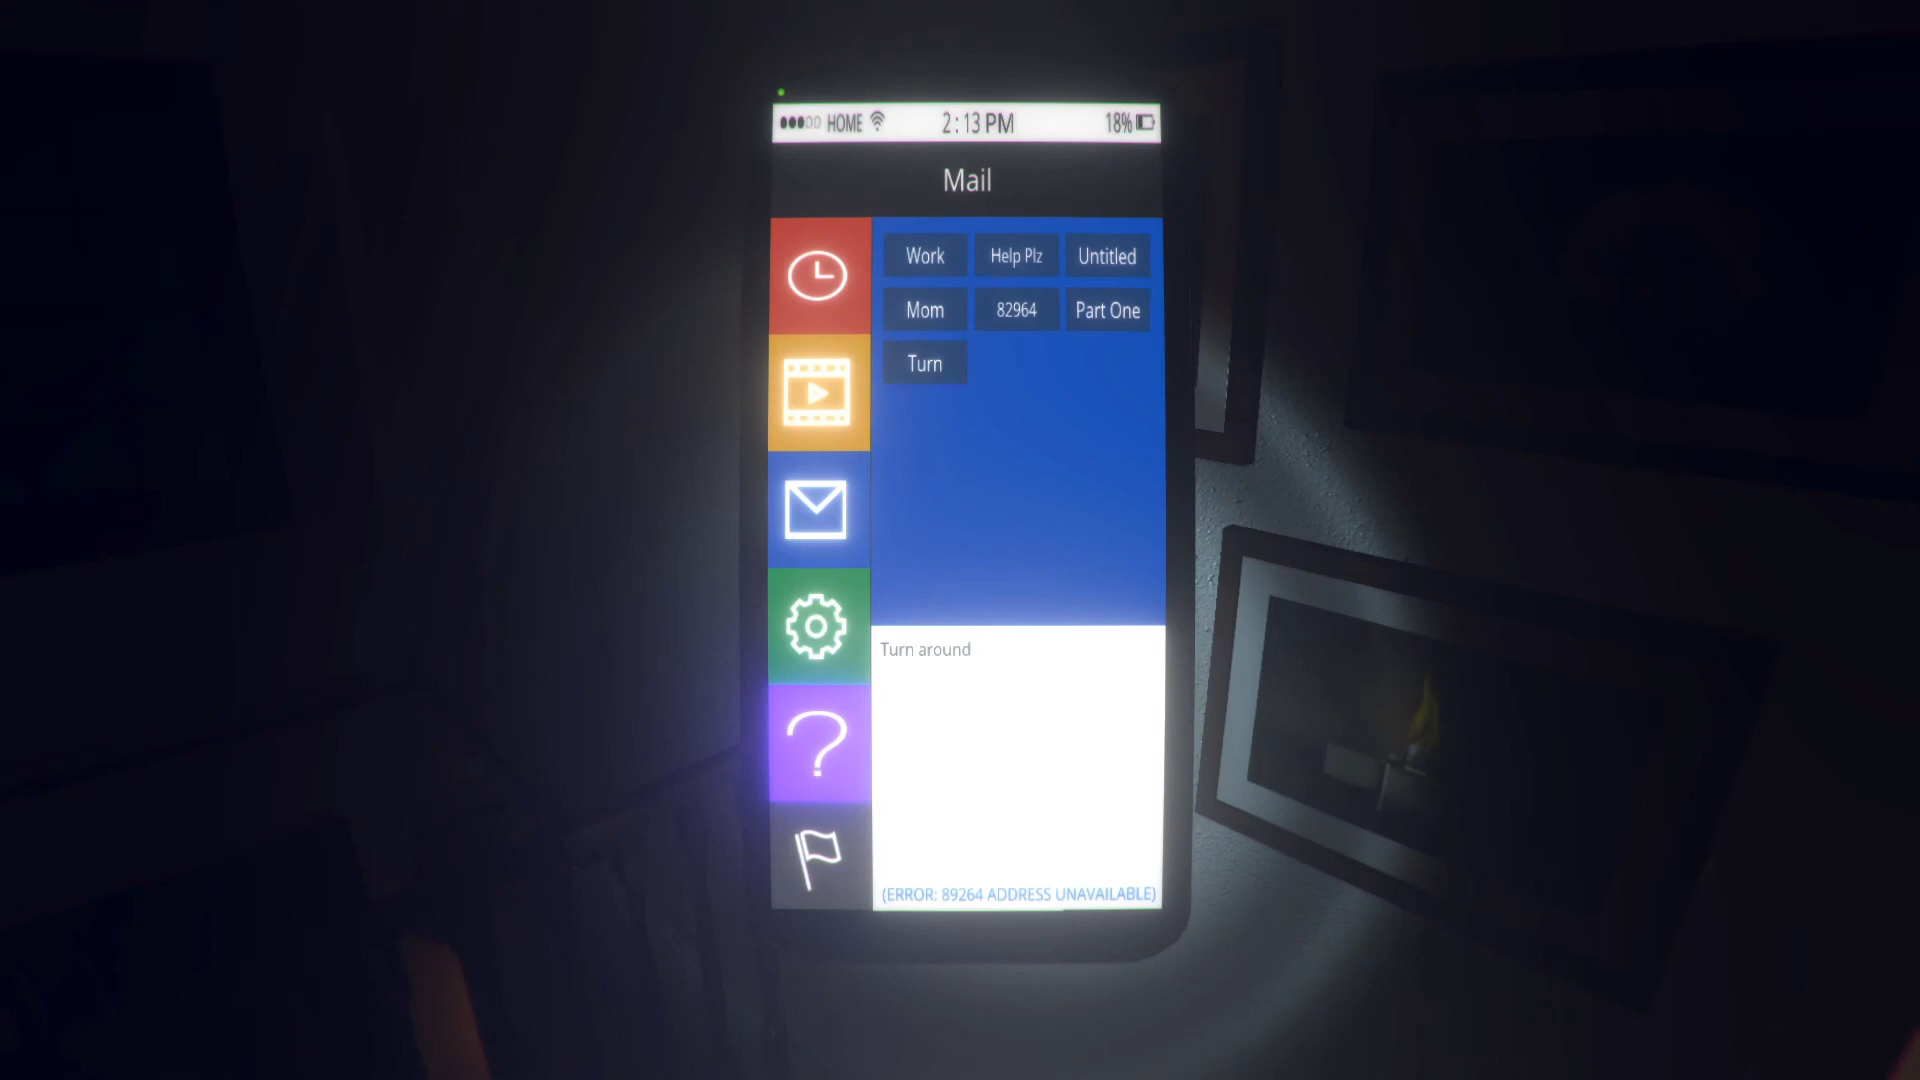 HOME 2:13 PM 18%
Mail
Work Help Plz Untitled
Mom 82964 Part One
Turn
Turn around
(ERROR: 89264 ADDRESS UNAVAILABLE)